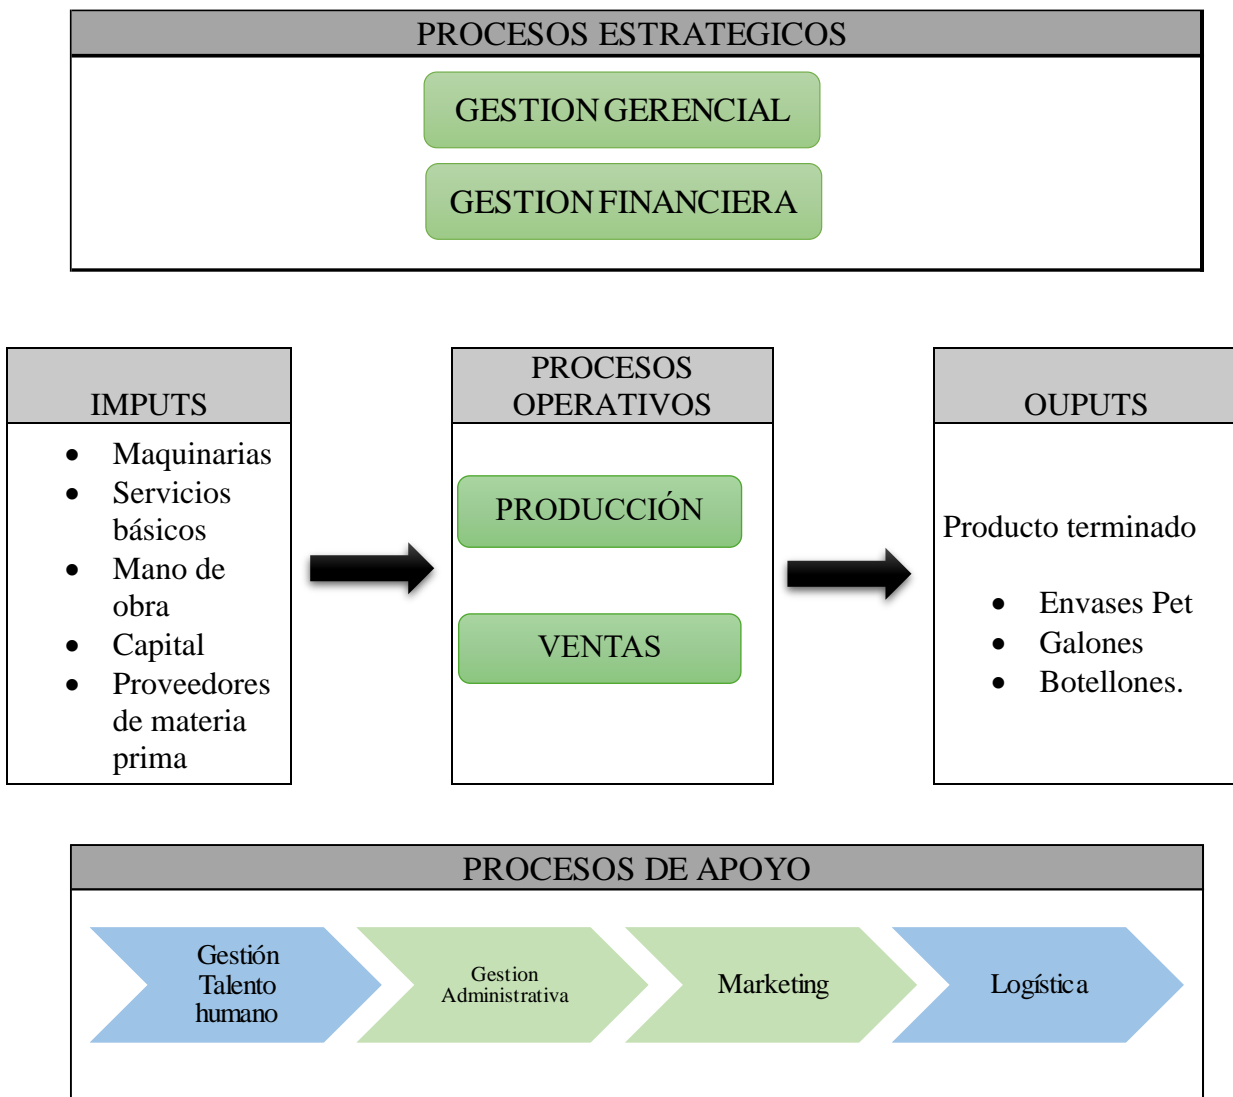 PROCESOS ESTRATEGICOS
GESTION GERENCIAL
GESTION FINANCIERA
IMPUTS
• Maquinarias
• Servicios
básicos
• Mano de
obra
• Capital
• Proveedores
de materia
prima
PROCESOS
OPERATIVOS
PRODUCCIÓN
VENTAS
OUPUTS
Producto terminado
• Envases Pet
• Galones
• Botellones.
PROCESOS DE APOYO
Gestión
Talento
humano
Gestion
Administrativa
Marketing
Logística